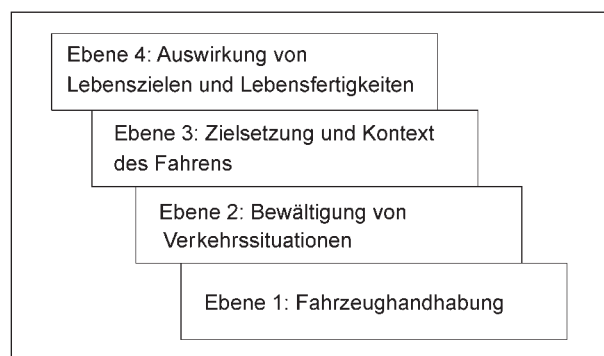 Ebene 4: Auswirkung von
Lebenszielen und Lebensfertigkeiten
Ebene 3: Zielsetzung und Kontext
des Fahrens
Ebene 2: Bewältigung von
Verkehrssituationen
Ebene 1: Fahrzeughandhabung